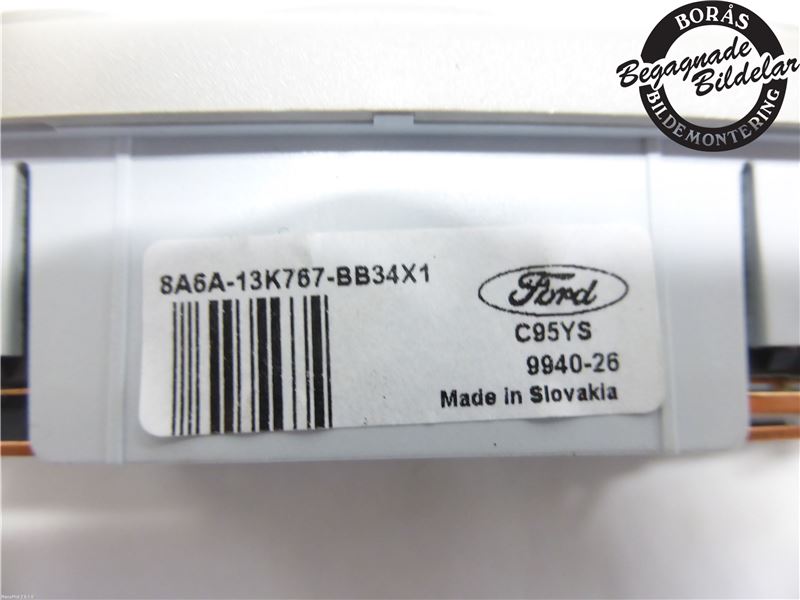 BORÅS
Begagnade
Bildelar
BILDEMONTERING
8A6A-13K767-BB34X1
Ford
C95YS
9940-26
Made in Slovakia